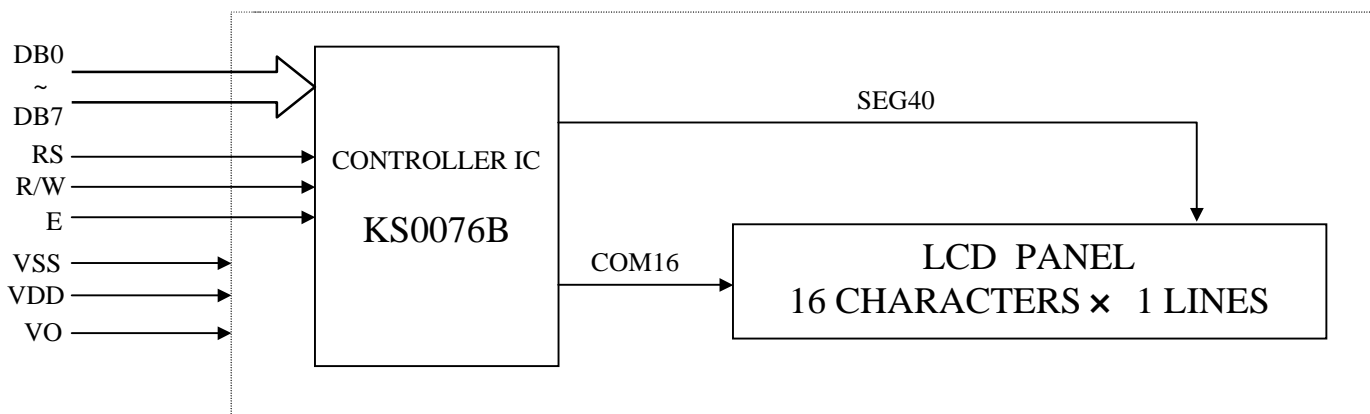 DB0
~
DB7
RS
R/W
E
VSS
VDD
VO
CONTROLLER IC
KS0076B
SEG40
COM16
LCD PANEL
16 CHARACTERS × 1 LINES